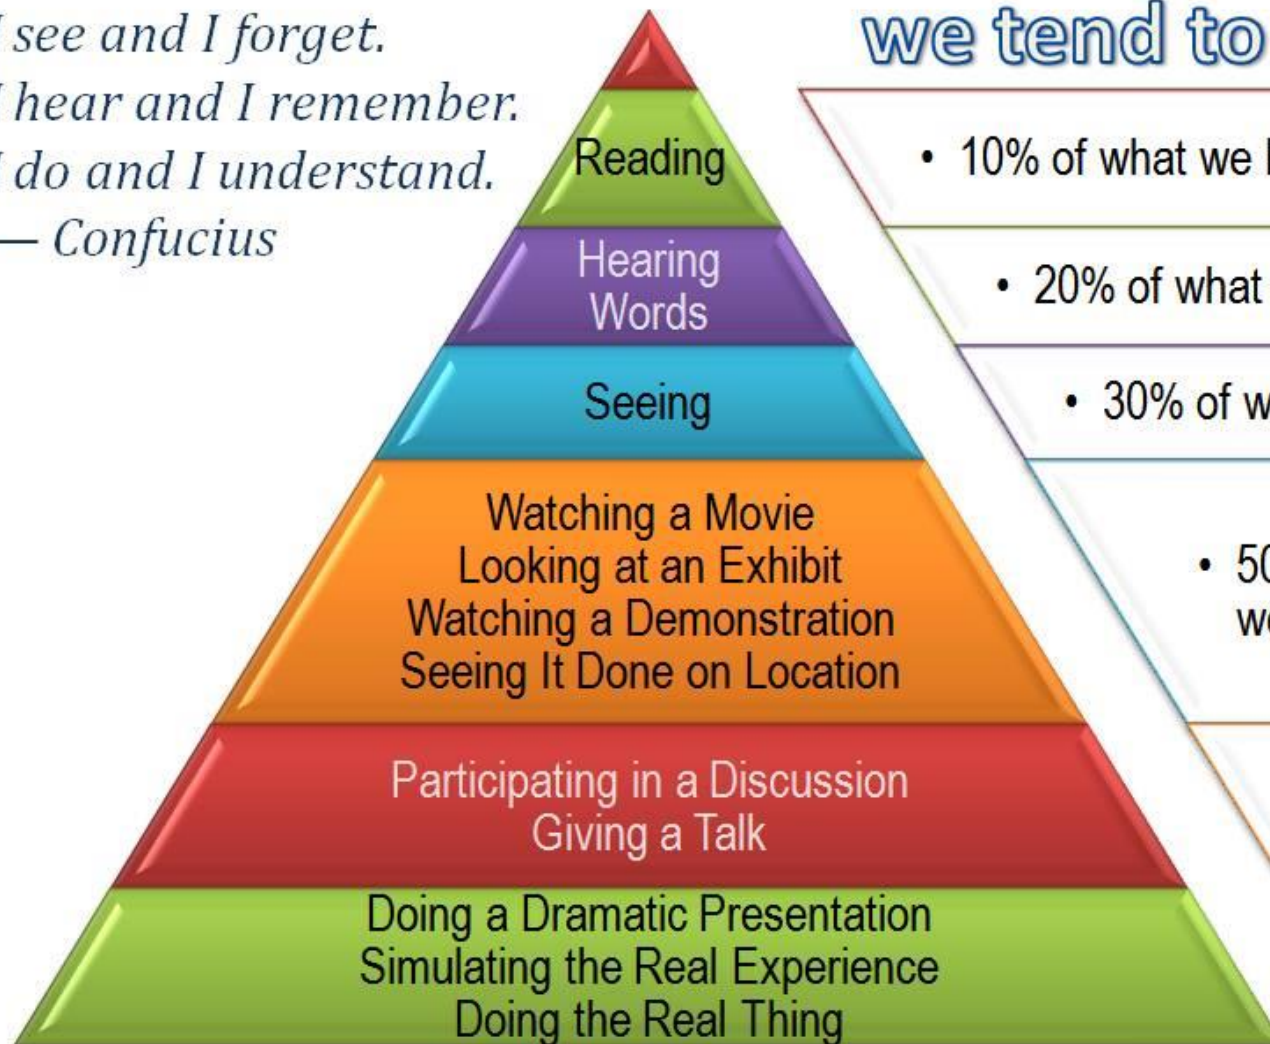 I see and I forget.
I hear and I remember.
I do and I understand.
— Confucius
we tend to
Reading
• 10% of what we
Hearing
Words
• 20% of what
Seeing
• 30% of
Watching a Movie
Looking at an Exhibit
Watching a Demonstration
Seeing It Done on Location
• 50
Participating in a Discussion
Giving a Talk
Doing a Dramatic Presentation
Simulating the Real Experience
Doing the Real Thing